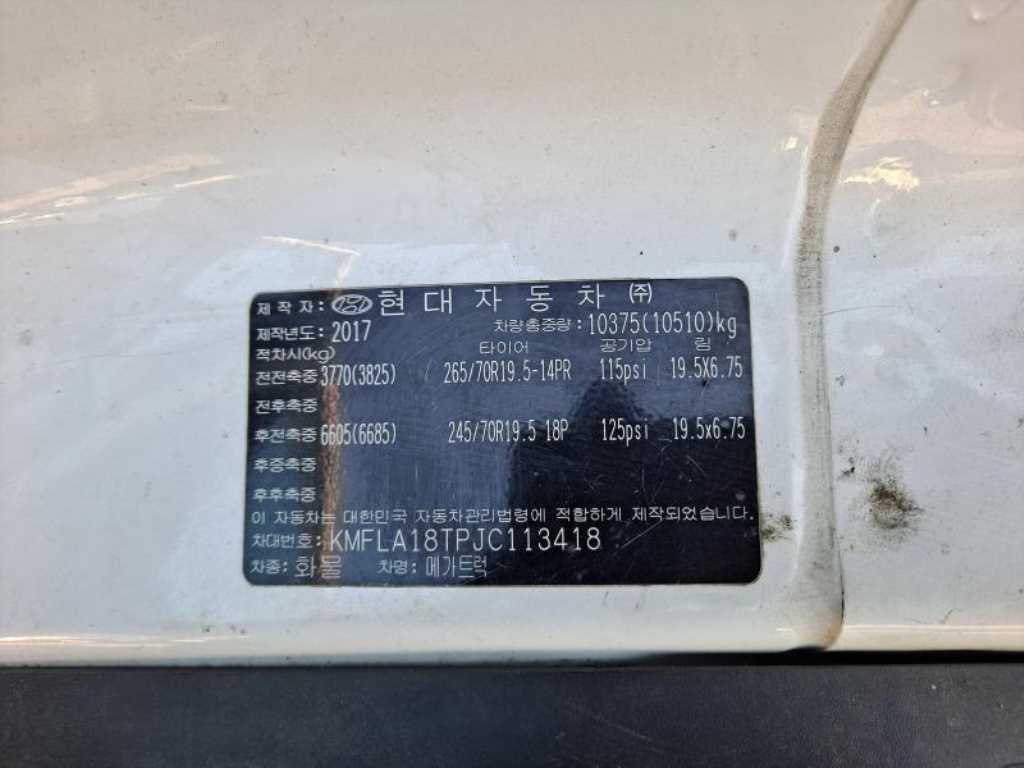 제작자: 현대자동차 ㈜
제작년도: 2017 차량총중량: 10375(10510)kg
적차시(kg) 타이어 공기압 림
전전축중 3770(3825) 265/70R19.5-14PR 115psi 19.5X6.75
전후축중
후전축중 6605(6685) 245/70R19.5 18P 125psi 19.5x6.75
후중축중
후후축중
이 자동차는 대한민국 자동차관리법령에 적합하게 제작되었습니다.
차대번호: KMFLA18TPJC113418
차종: 화물 차명: 메가트럭